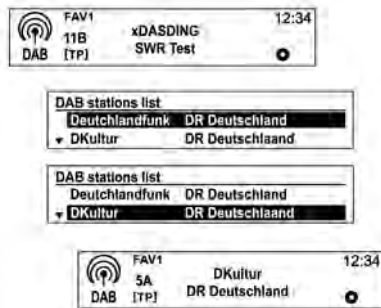 FAV1 12:34
11B xDASDING
DAB [TP] SWR Test
DAB stations list
Deutchlandfunk DR Deutschland
DKultur DR Deutschlaand
DAB stations list
Deutchlandfunk DR Deutschland
DKultur DR Deutschlaand
FAV1 12:34
5A DKultur
DAB [TP] DR Deutschland